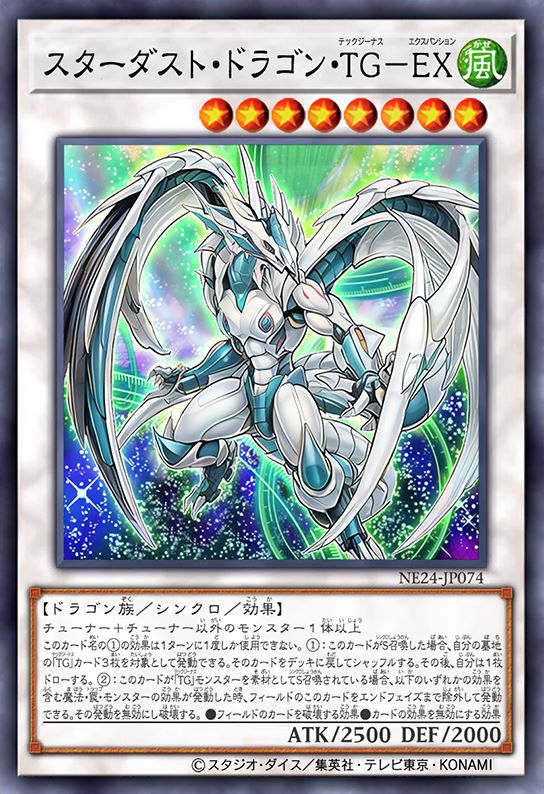 テックジーナス エクスパンション
スターダスト・ドラゴン・TG－EX
風
NE24-JP074
【ドラゴン族／シンクロ／効果】
チューナー＋チューナー以外のモンスター１体以上
このカード名の①の効果は1ターンに1度しか使用できない。①：このカードがS召喚した場合、自分の墓地
の「TG」カード3枚を対象として発動できる。そのカードをデッキに戻してシャッフルする。その後、自分は1枚
ドローする。②：このカードが「TG」モンスターを素材としてS召喚されている場合、以下のいずれかの効果を
含む魔法・罠・モンスターの効果が発動した時、フィールドのこのカードをエンドフェイズまで除外して発動
できる。その発動を無効にし破壊する。●フィールドのカードを破壊する効果●カードの効果を無効にする効果
ATK/2500 DEF/2000
©スタジオ・ダイス／集英社・テレビ東京・KONAMI